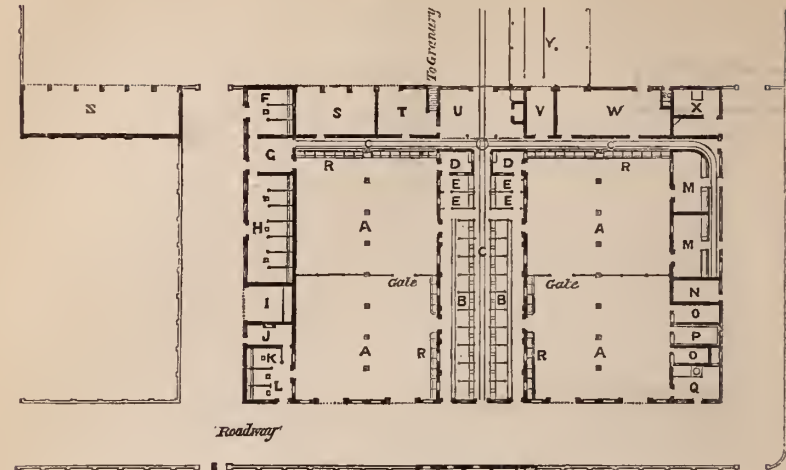 To Granary
Y.
F S T U V W X
G C C
R D D R
E E M
E E
H A A M
C
Gate Gate
I B B N
O
J A R R A P
K O
L Q
Roadway